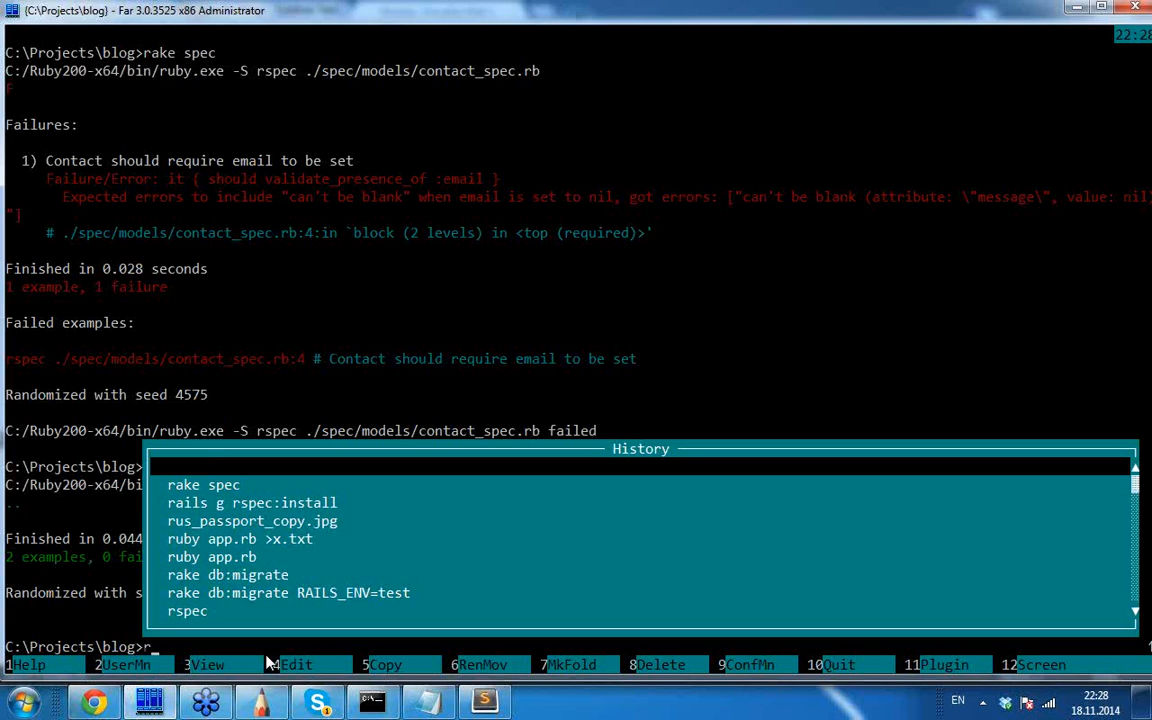 {C:\Projects\blog} - Far 3.0.3525 x86 Administrator
22:28
C:\Projects\blog>rake spec
C:/Ruby200-x64/bin/ruby.exe -S rspec ./spec/models/contact_spec.rb
F
Failures:
1) Contact should require email to be set
Failure/Error: it { should validate_presence_of :email }
Expected errors to include "can't be blank" when email is set to nil, got errors: ["can't be blank (attribute: \"message\", value: nil)
"]
# ./spec/models/contact_spec.rb:4:in `block (2 levels) in <top (required)>'
Finished in 0.028 seconds
1 example, 1 failure
Failed examples:
rspec ./spec/models/contact_spec.rb:4 # Contact should require email to be set
Randomized with seed 4575
C:/Ruby200-x64/bin/ruby.exe -S rspec ./spec/models/contact_spec.rb failed
History
C:\Projects\blog>
C:/Ruby200-x64/b
rake spec
rails g rspec:install
..
rus_passport_copy.jpg
Finished in 0.044
ruby app.rb >x.txt
2 examples, 0 fai
ruby app.rb
rake db:migrate
Randomized with s
rake db:migrate RAILS_ENV=test
rspec
C:\Projects\blog>r_
1Help 2UserMn 3View 4Edit 5Copy 6RenMov 7MkFold 8Delete 9ConfMn 10Quit 11Plugin 12Screen
EN
22:28
18.11.2014